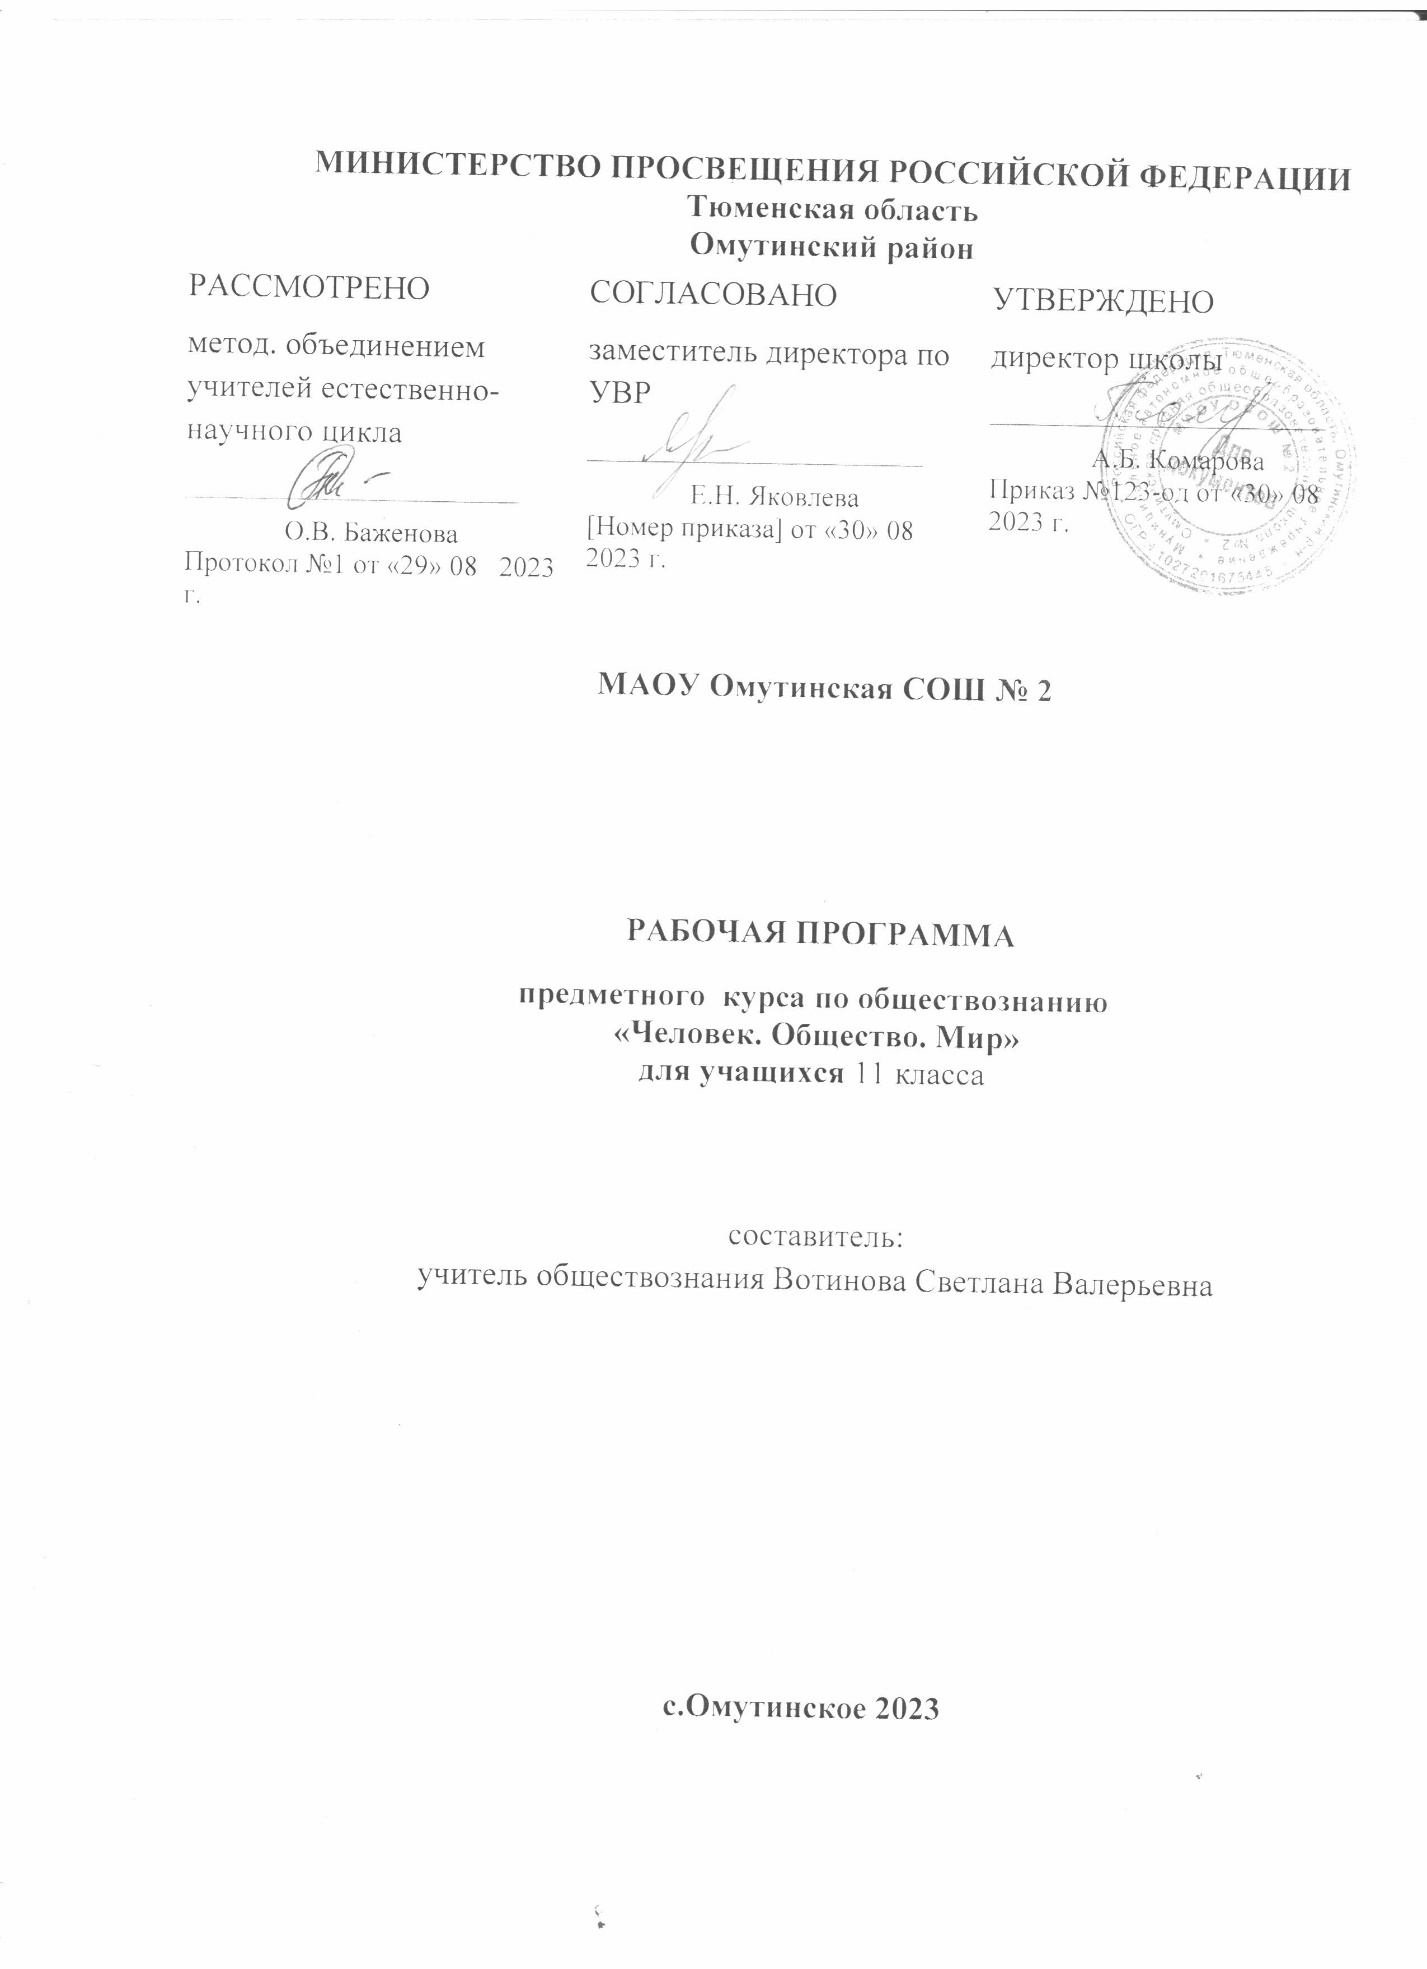 МИНИСТЕРСТВО ПРОСВЕЩЕНИЯ РОССИЙСКОЙ ФЕДЕРАЦИИ
Тюменская область
Омутинский район
РАССМОТРЕНО
метод. объединением
учителей естественно-
научного цикла
О.В. Баженова
Протокол №1 от «29» 08 2023
г.
СОГЛАСОВАНО
заместитель директора по
УВР
Е.Н. Яковлева
[Номер приказа] от «30» 08
2023 г.
УТВЕРЖДЕНО
директор школы
А.Б. Комарова
Приказ №123-од от «30» 08
2023 г.
Для
документов
МАОУ Омутинская СОШ № 2
РАБОЧАЯ ПРОГРАММА
предметного курса по обществознанию
«Человек. Общество. Мир»
для учащихся 11 класса
составитель:
учитель обществознания Вотинова Светлана Валерьевна
с.Омутинское 2023